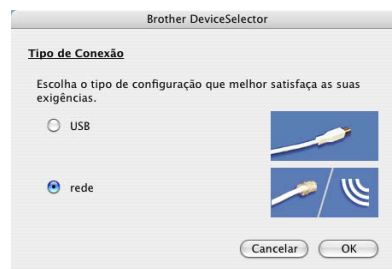 Brother DeviceSelector
Tipo de Conexão
Escolha o tipo de configuração que melhor satisfaça as suas
exigências.
USB
rede
Cancelar
OK